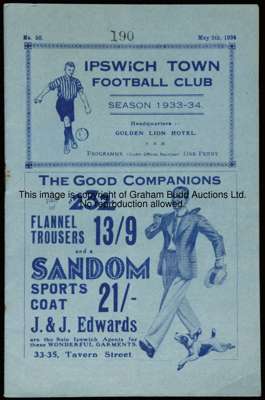 No. 50.
190
May 5th, 1934
IPSWICH TOWN
FOOTBALL CLUB
SEASON 1933-34.
Headquarters
GOLDEN LION HOTEL.
PROGRAMME ONE PENNY
THE GOOD COMPANIONS
This image is copyright of Graham Budd Auctions Ltd.
No reproduction allowed.
FLANNEL
TROUSERS 13/9
and a
SANDOM
SPORTS
COAT 21/-
J. & J. Edwards
are the Sole Ipswich Agents for
these WONDERFUL GARMENTS.
33-35, Tavern Street